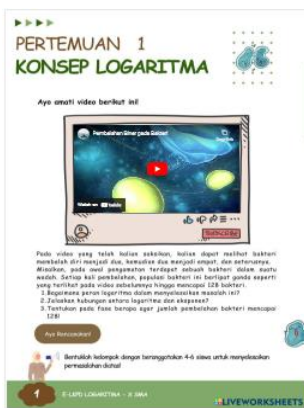 PERTEMUAN 1
KONSEP LOGARITMA
Ayo amati video berikut ini!
Pembelahan Biner pada Bakteri
Watch on YouTube
SUBSCRIBE
Pada video yang telah kalian saksikan, kalian dapat melihat bakteri
membelah diri menjadi dua, kemudian dua menjadi empat, dan seterusnya.
Misalkan, pada awal pengamatan terdapat sebuah bakteri dalam suatu
wadah. Setiap kali pembelahan, populasi bakteri ini berlipat ganda seperti
yang terlihat pada video sebelumnya hingga mencapai 128 bakteri.
1. Bagaimana peran logaritma dalam menyelesaikan masalah ini?
2. Jelaskan hubungan antara logaritma dan eksponen?
3. Tentukan pada fase berapa agar jumlah pembelahan bakteri mencapai
128!
Ayo Rencanakan!
Bentuklah kelompok dengan beranggotakan 4-6 siswa untuk menyelesaikan
permasalahan diatas!
1 E-LKPD LOGARITMA - X SMA
LIVEWORKSHEETS